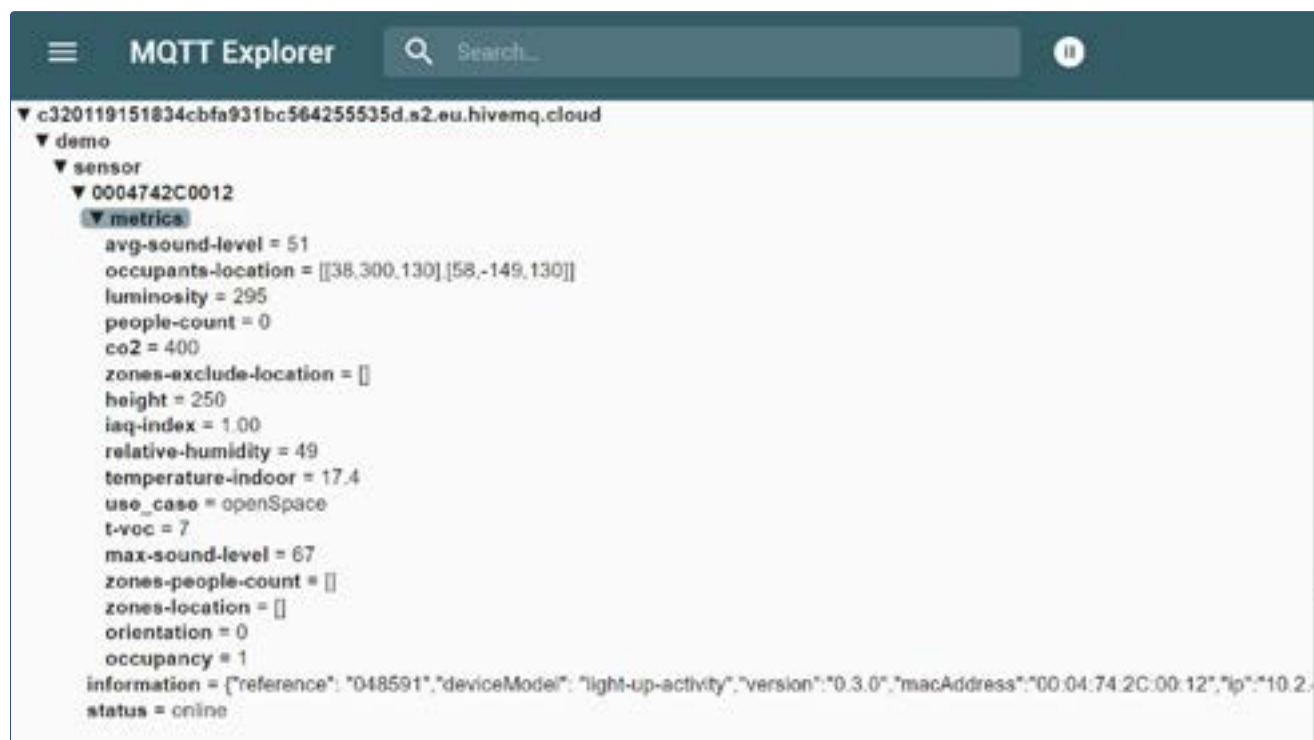 MQTT Explorer
Search...
▼ c320119151834cbfa931bc564255535d.s2.eu.hivemq.cloud
▼ demo
▼ sensor
▼ 0004742C0012
▼ metrics
avg-sound-level = 51
occupants-location = [[38,300,130],[58,-149,130]]
luminosity = 295
people-count = 0
co2 = 400
zones-exclude-location = []
height = 250
iaq-index = 1.00
relative-humidity = 49
temperature-indoor = 17.4
use_case = openSpace
t-voc = 7
max-sound-level = 67
zones-people-count = []
zones-location = []
orientation = 0
occupancy = 1
information = {"reference": "048591","deviceModel": "light-up-activity","version":"0.3.0","macAddress":"00:04:74:2C:00:12","ip":"10.2.
status = online